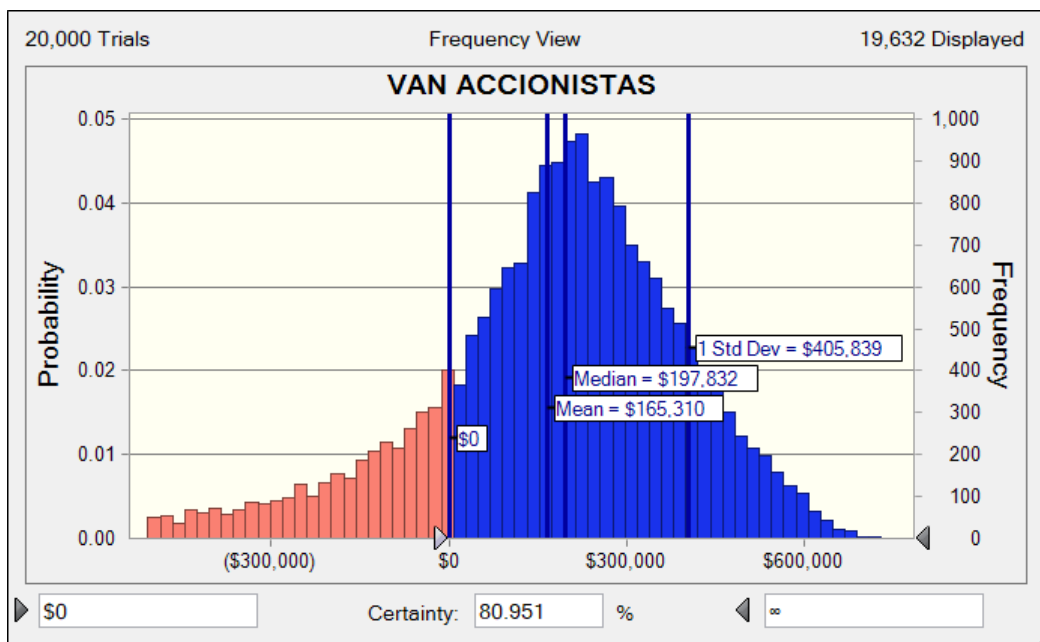 20,000 Trials Frequency View 19,632 Displayed
VAN ACCIONISTAS
0.05 1,000
900
0.04 800
700
0.03 600
500
1 Std Dev = $405,839
0.02 400
Median = $197,832
Mean = $165,310
300
$0
0.01 200
100
0.00 0
Probability
Frequency
($300,000) $0 $300,000 $600,000
$0 Certainty: 80.951 % ∞